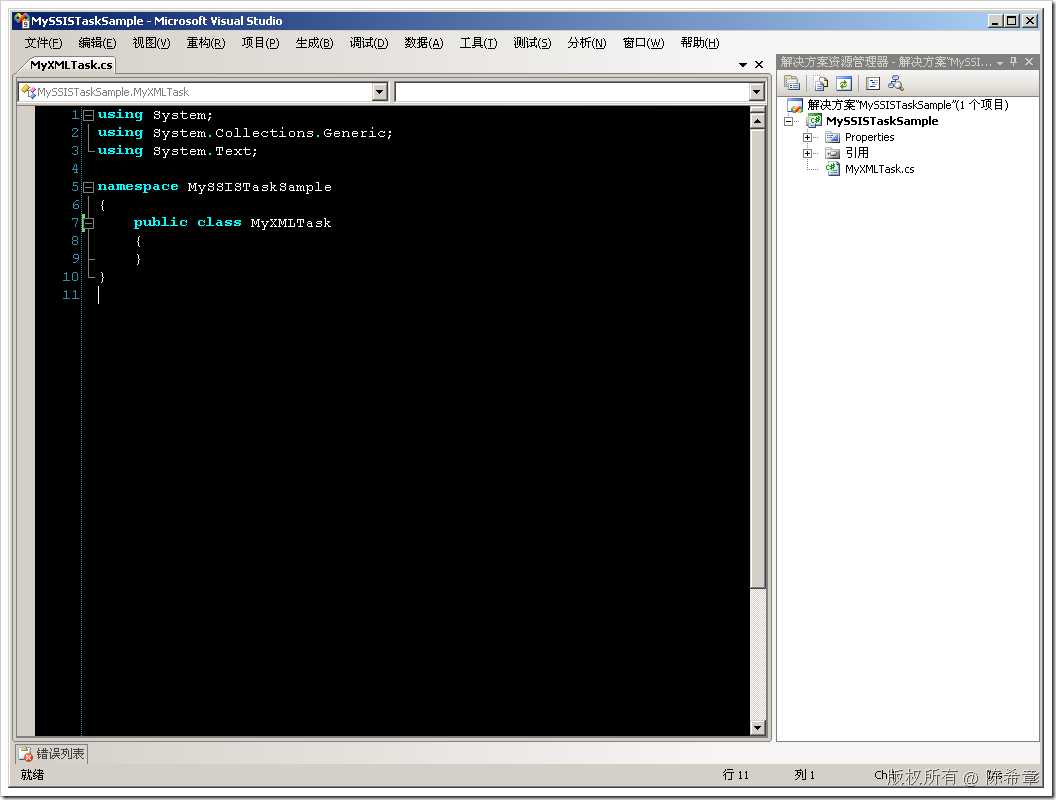 MySSISTaskSample - Microsoft Visual Studio
文件(F) 编辑(E) 视图(V) 重构(R) 项目(P) 生成(B) 调试(D) 数据(A) 工具(T) 测试(S) 分析(N) 窗口(W) 帮助(H)
MyXMLTask.cs
MySSISTaskSample.MyXMLTask
1 using System;
2 using System.Collections.Generic;
3 using System.Text;
4
5 namespace MySSISTaskSample
6 {
7 public class MyXMLTask
8 {
9 }
10 }
11
解决方案资源管理器 - 解决方案"MySSI...
解决方案"MySSISTaskSample"(1 个项目)
MySSISTaskSample
Properties
引用
MyXMLTask.cs
错误列表
就绪 行 11 列 1
版权所有 @ 陈希章